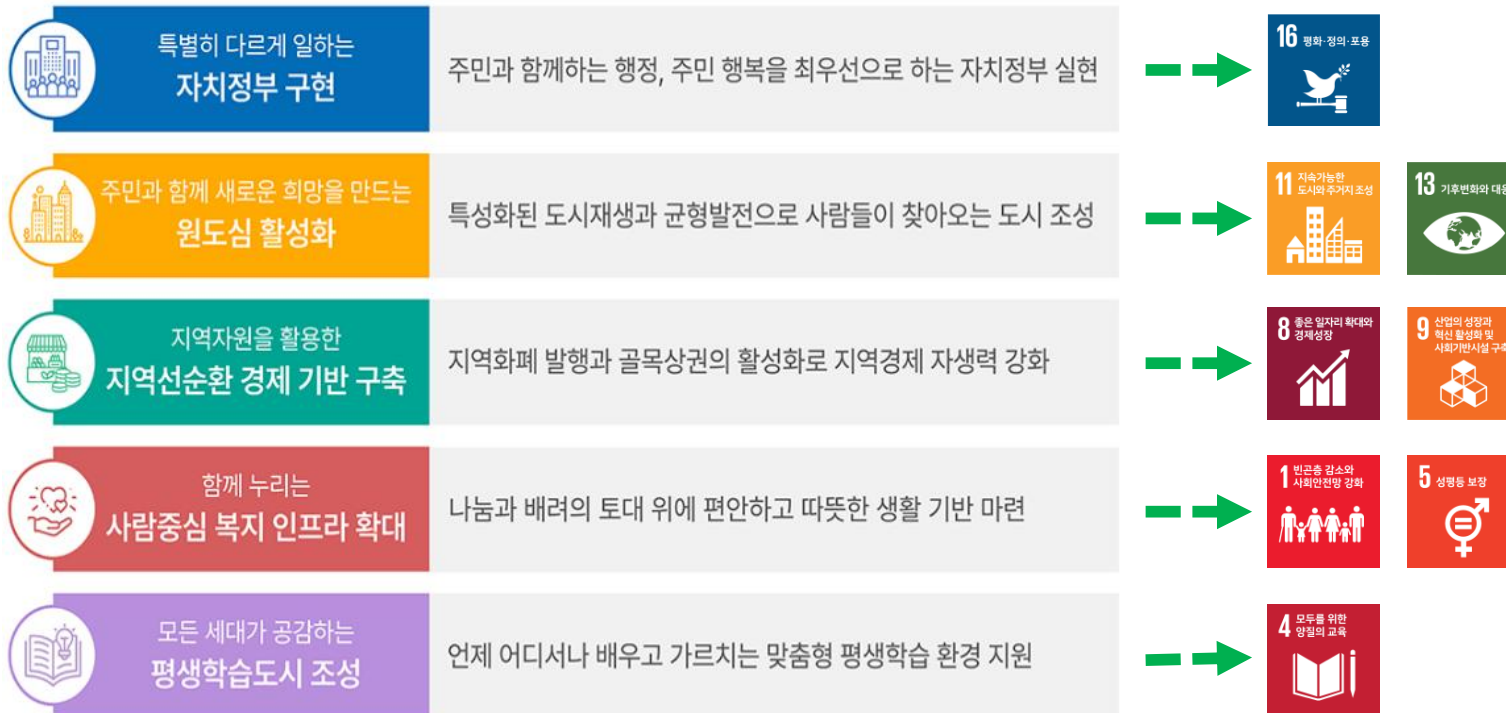 특별히 다르게 일하는
자치정부 구현
주민과 함께하는 행정, 주민 행복을 최우선으로 하는 자치정부 실현
16 평화·정의·포용
주민과 함께 새로운 희망을 만드는
원도심 활성화
특성화된 도시재생과 균형발전으로 사람들이 찾아오는 도시 조성
11 지속가능한
도시와 주거지 조성
13 기후변화와 대응
지역자원을 활용한
지역선순환 경제 기반 구축
지역화폐 발행과 골목상권의 활성화로 지역경제 자생력 강화
8 좋은 일자리 확대와
경제성장
9 산업의 성장과
혁신 활성화 및
사회기반시설 구축
함께 누리는
사람중심 복지 인프라 확대
나눔과 배려의 토대 위에 편안하고 따뜻한 생활 기반 마련
1 빈곤층 감소와
사회안전망 강화
5 성평등 보장
모든 세대가 공감하는
평생학습도시 조성
언제 어디서나 배우고 가르치는 맞춤형 평생학습 환경 지원
4 모두를 위한
양질의 교육